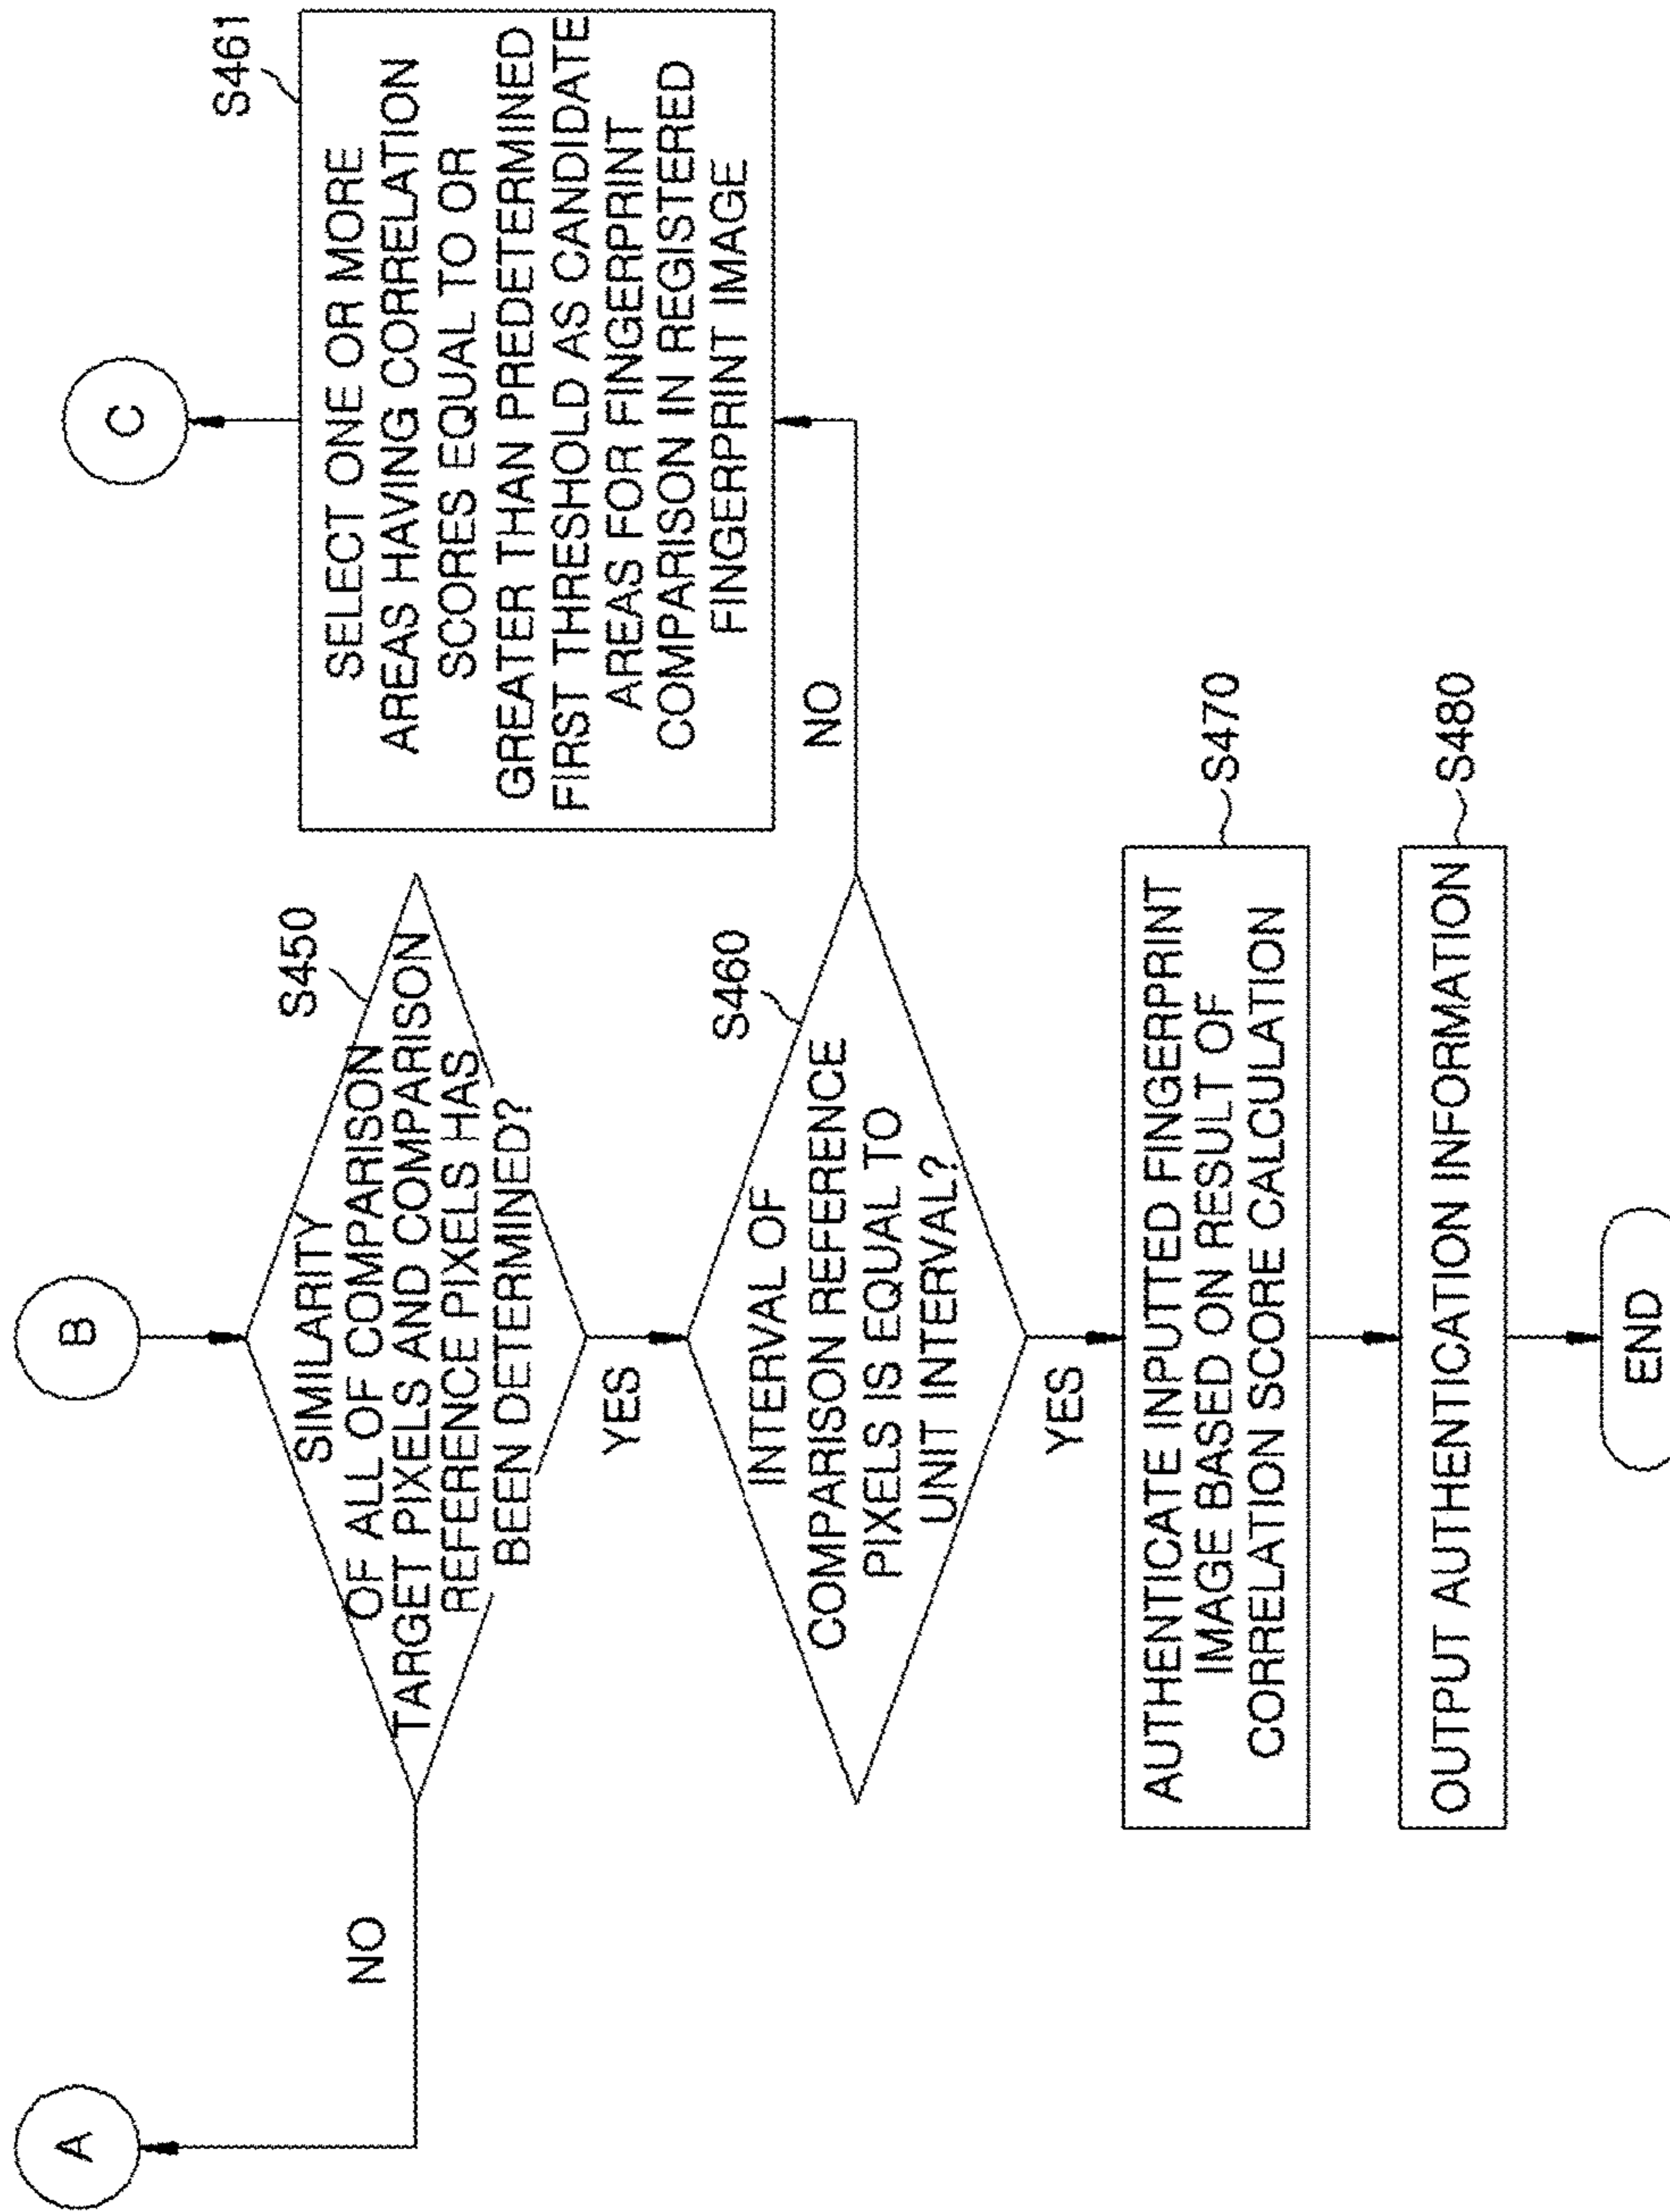 A
B
C
SIMILARITY
OF ALL OF COMPARISON
TARGET PIXELS AND COMPARISON
REFERENCE PIXELS HAS
BEEN DETERMINED?
S450
NO
YES
INTERVAL OF
COMPARISON REFERENCE
PIXELS IS EQUAL TO
UNIT INTERVAL?
S460
NO
YES
SELECT ONE OR MORE
AREAS HAVING CORRELATION
SCORES EQUAL TO OR
GREATER THAN PREDETERMINED
FIRST THRESHOLD AS CANDIDATE
AREAS FOR FINGERPRINT
COMPARISON IN REGISTERED
FINGERPRINT IMAGE
S461
AUTHENTICATE INPUTTED FINGERPRINT
IMAGE BASED ON RESULT OF
CORRELATION SCORE CALCULATION
S470
OUTPUT AUTHENTICATION INFORMATION
S480
END